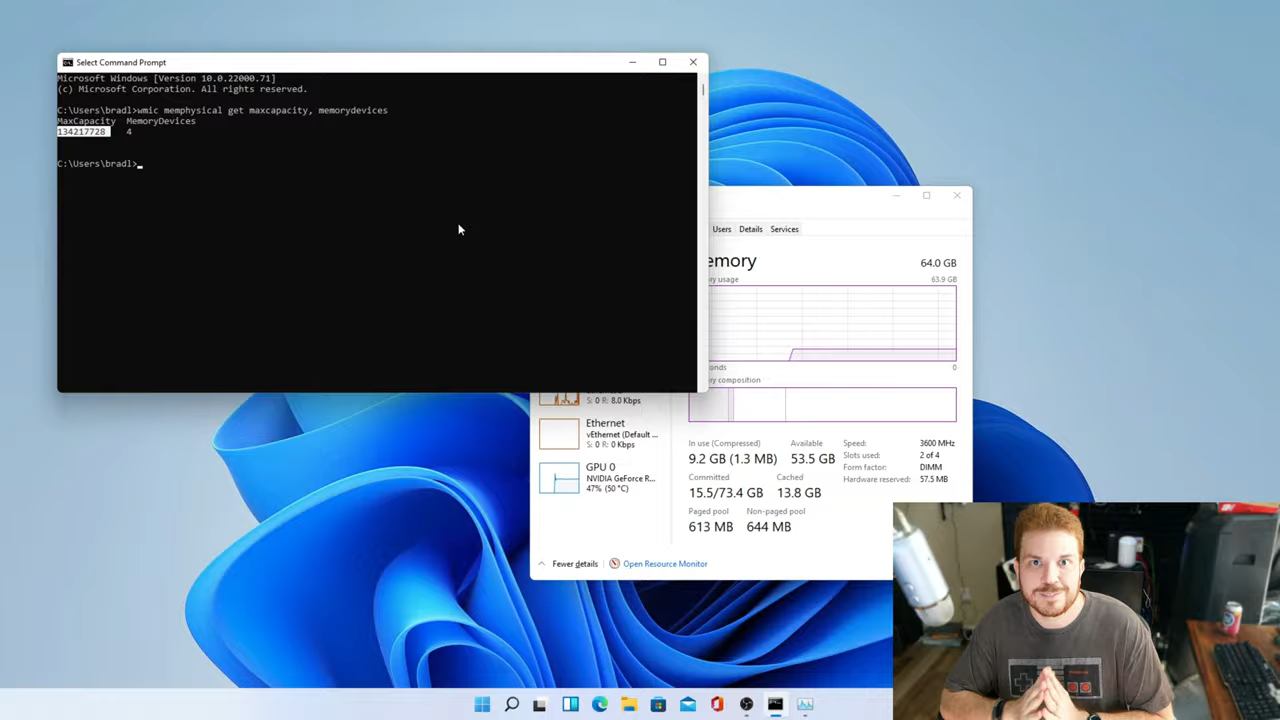 Select Command Prompt
Microsoft Windows [Version 10.0.22000.71]
(c) Microsoft Corporation. All rights reserved.
C:\Users\bradl>wmic memphysical get maxcapacity, memorydevices
MaxCapacity MemoryDevices
134217728 4
C:\Users\bradl>
Users Details Services
emory 64.0 GB
ry usage 63.9 GB
onds 0
ry composition
S: 0 R: 8.0 Kbps
Ethernet
vEthernet (Default ...
S: 0 R: 0 Kbps
GPU 0
NVIDIA GeForce R...
47% (50 °C)
In use (Compressed) Available
9.2 GB (1.3 MB) 53.5 GB
Committed Cached
15.5/73.4 GB 13.8 GB
Paged pool Non-paged pool
613 MB 644 MB
Speed: 3600 MHz
Slots used: 2 of 4
Form factor: DIMM
Hardware reserved: 57.5 MB
Fewer details Open Resource Monitor